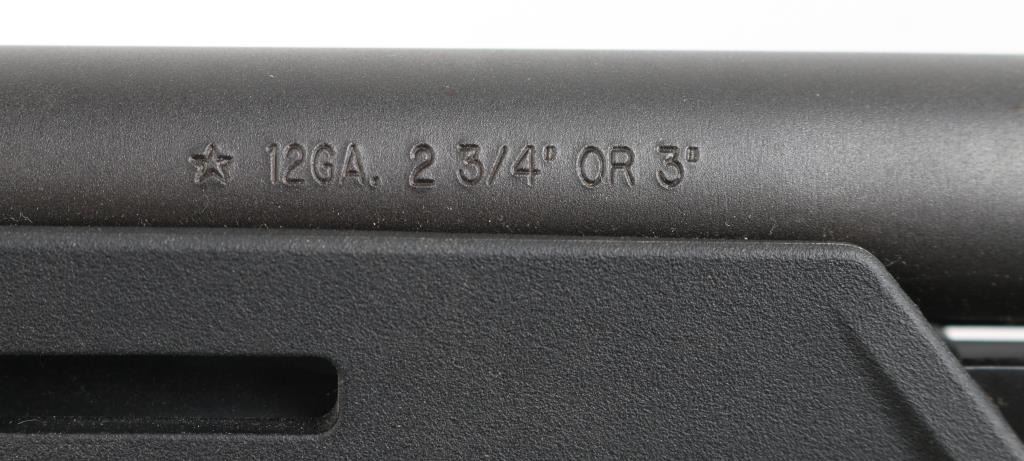 ☆ 12GA. 2 3/4" OR 3"